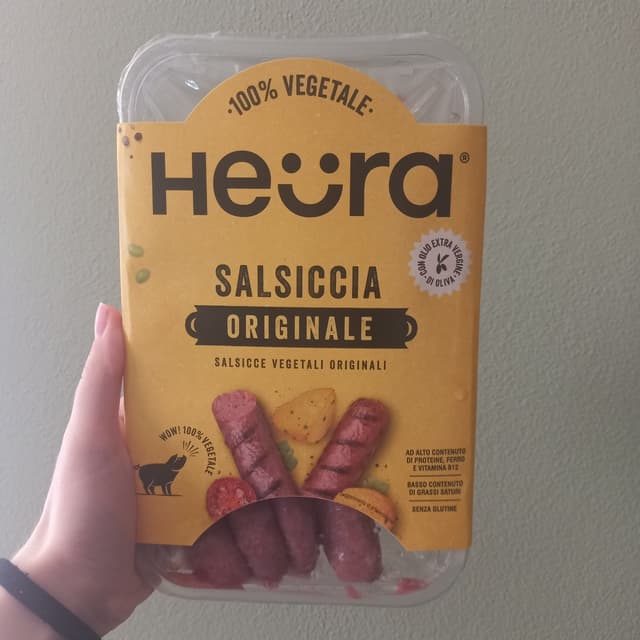 ·100% VEGETALE·
Heüra®
·CON OLIO EXTRA VERGINE·
DI OLIVA
SALSICCIA
ORIGINALE
SALSICCE VEGETALI ORIGINALI
WOW! 100% VEGETALE
AD ALTO CONTENUTO
DI PROTEINE, FERRO
E VITAMINA B12
BASSO CONTENUTO
DI GRASSI SATURI
SENZA GLUTINE